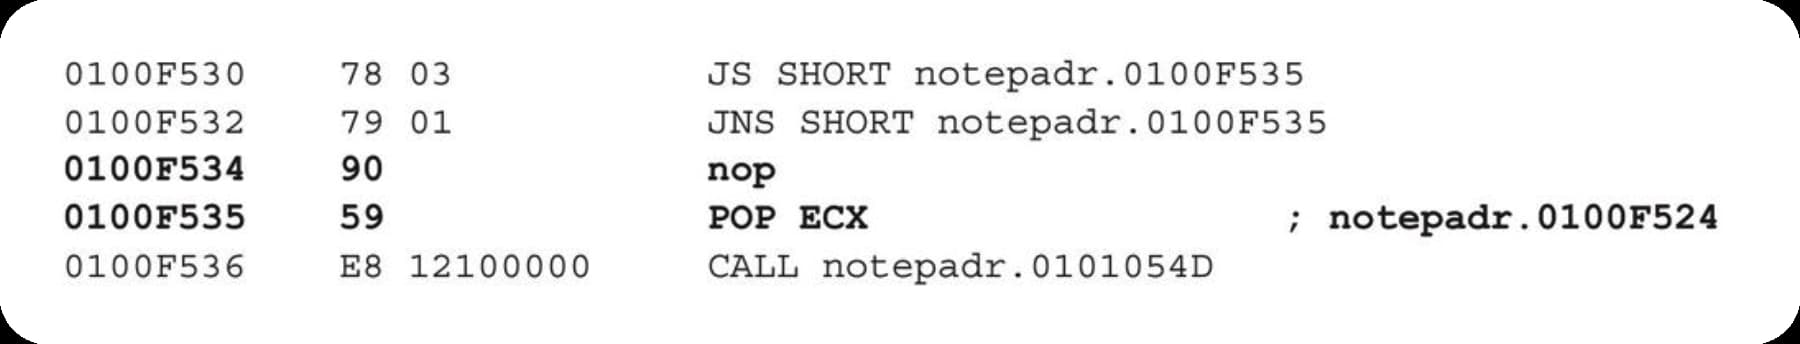 0100F530 78 03 JS SHORT notepadr.0100F535
0100F532 79 01 JNS SHORT notepadr.0100F535
0100F534 90 nop
0100F535 59 POP ECX ; notepadr.0100F524
0100F536 E8 12100000 CALL notepadr.0101054D